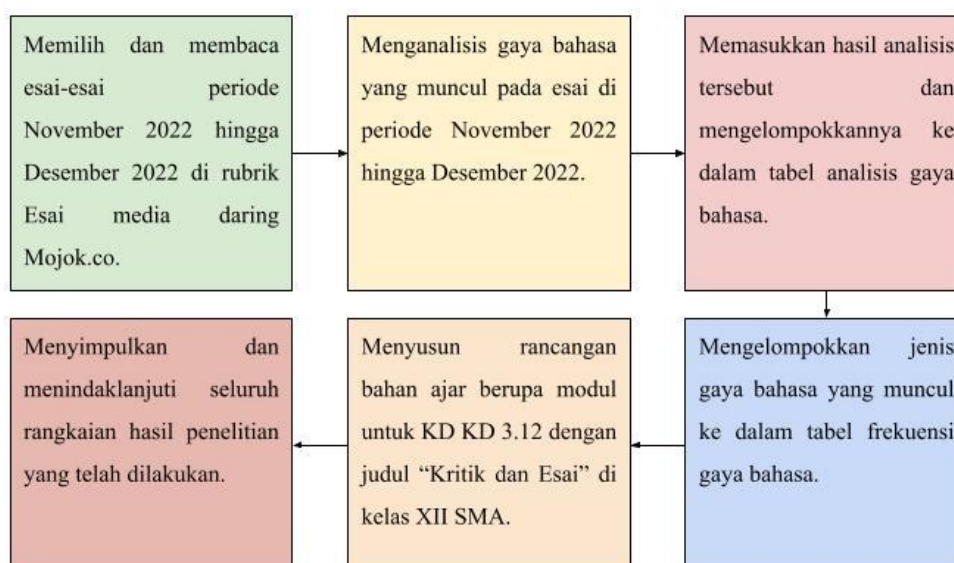 Memilih dan membaca
esai-esai periode
November 2022 hingga
Desember 2022 di rubrik
Esai media daring
Mojok.co.
Menganalisis gaya bahasa
yang muncul pada esai di
periode November 2022
hingga Desember 2022.
Memasukkan hasil analisis
tersebut dan
mengelompokkannya ke
dalam tabel analisis gaya
bahasa.
Mengelompokkan jenis
gaya bahasa yang muncul
ke dalam tabel frekuensi
gaya bahasa.
Menyusun rancangan
bahan ajar berupa modul
untuk KD KD 3.12 dengan
judul “Kritik dan Esai” di
kelas XII SMA.
Menyimpulkan dan
menindaklanjuti seluruh
rangkaian hasil penelitian
yang telah dilakukan.